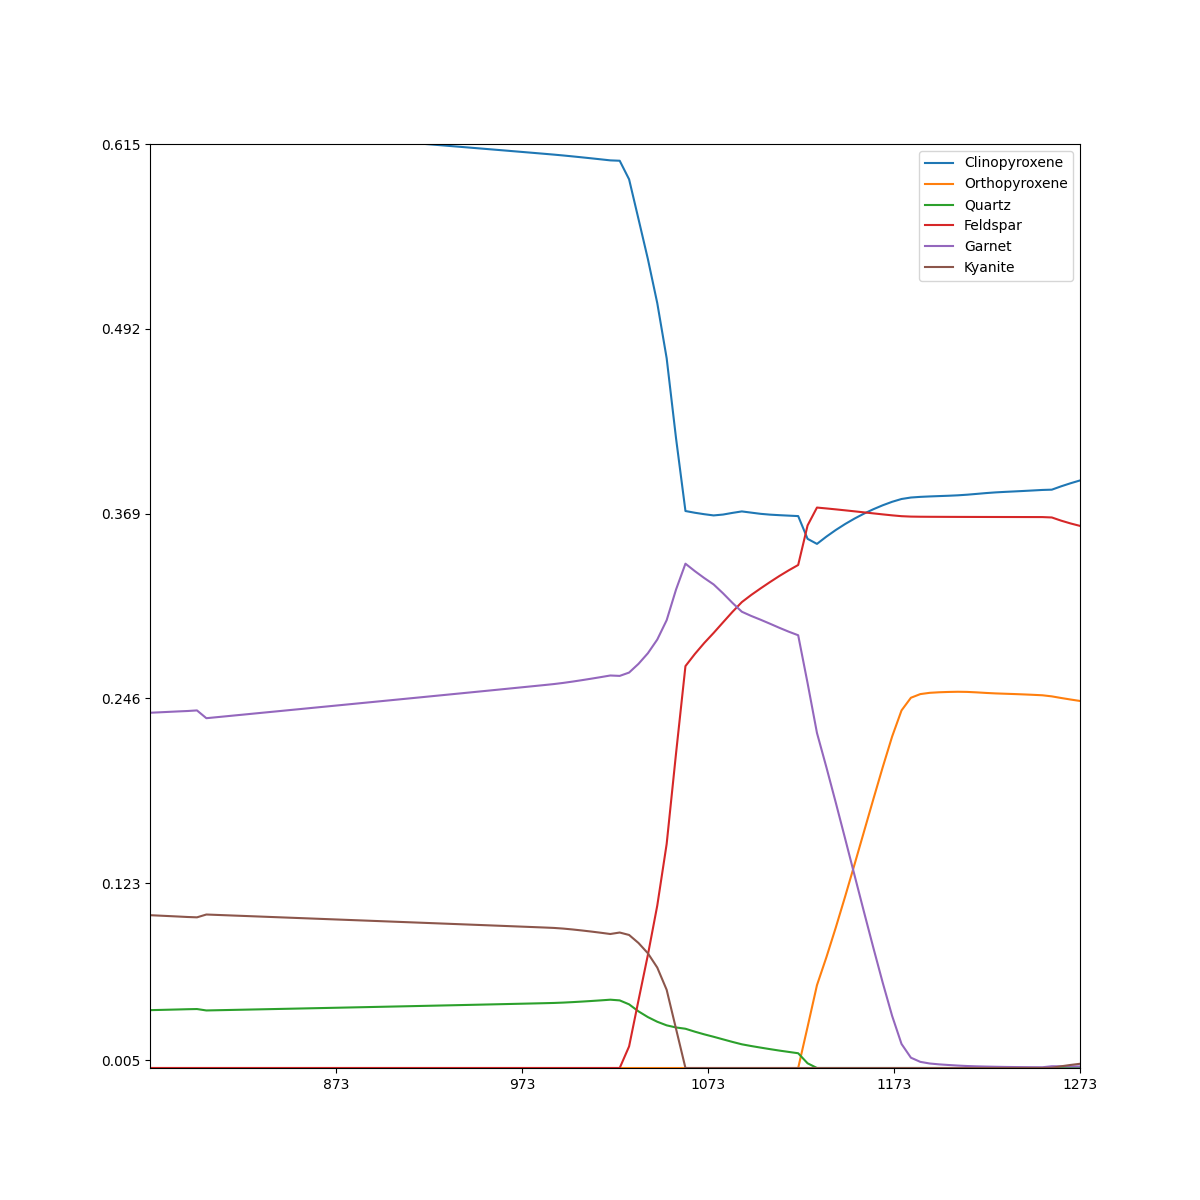 0.615
0.492
0.369
0.246
0.123
0.005
873
973
1073
1173
1273
Clinopyroxene
Orthopyroxene
Quartz
Feldspar
Garnet
Kyanite